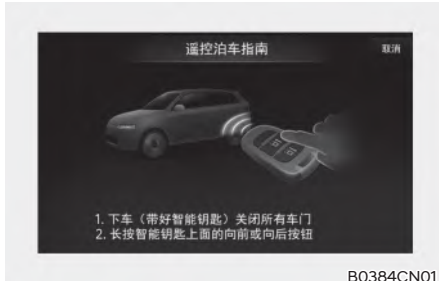 遥控泊车指南
取消
1. 下车（带好智能钥匙）关闭所有车门
2. 长按智能钥匙上面的向前或向后按钮
B0384CN01